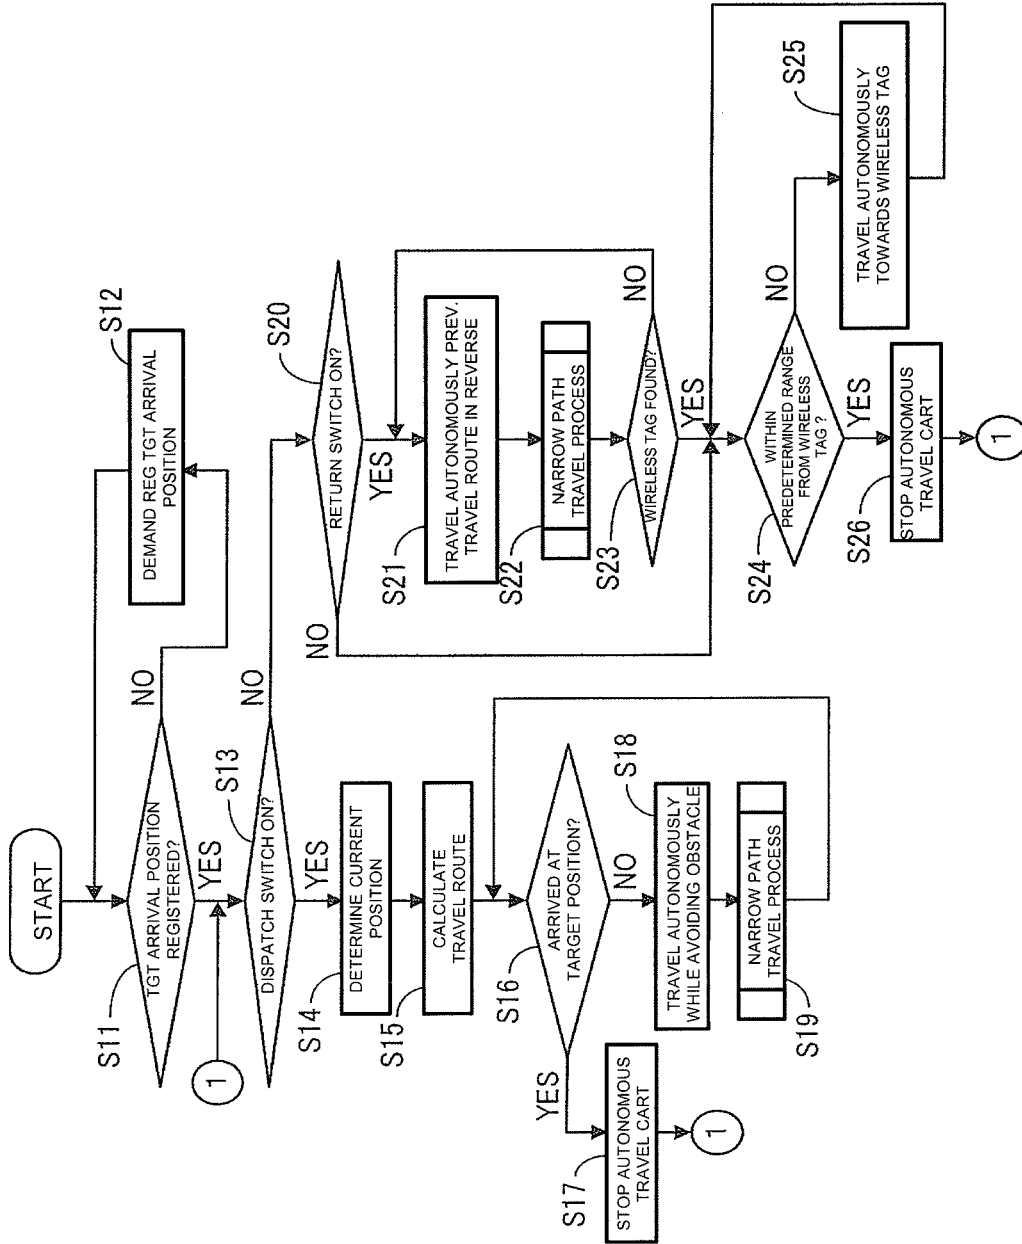 START
S11
TGT ARRIVAL POSITION
REGISTERED?
NO
YES
S12
DEMAND REG TGT ARRIVAL
POSITION
1
S13
DISPATCH SWITCH ON?
NO
YES
S14
DETERMINE CURRENT
POSITION
S15
CALCULATE
TRAVEL ROUTE
S16
ARRIVED AT
TARGET POSITION?
YES
NO
S17
STOP AUTONOMOUS
TRAVEL CART
1
S18
TRAVEL AUTONOMOUSLY
WHILE AVOIDING OBSTACLE
NARROW PATH
TRAVEL PROCESS
S19
S20
RETURN SWITCH ON?
NO
YES
S21
TRAVEL AUTONOMOUSLY PREV.
TRAVEL ROUTE IN REVERSE
S22
NARROW PATH
TRAVEL PROCESS
S23
WIRELESS TAG FOUND?
NO
YES
S24
WITHIN
PREDETERMINED RANGE
FROM WIRELESS
TAG ?
NO
YES
S25
TRAVEL AUTONOMOUSLY
TOWARDS WIRELESS TAG
S26
STOP AUTONOMOUS
TRAVEL CART
1